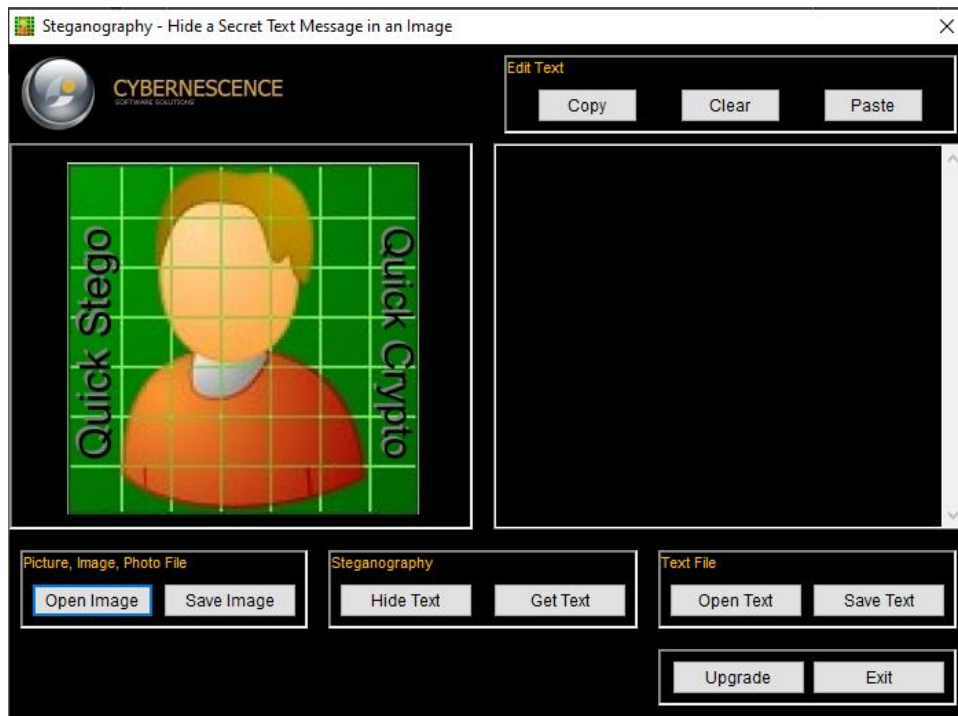 Steganography - Hide a Secret Text Message in an Image
CYBERNESCENCE
SOFTWARE SOLUTIONS
Edit Text
Copy Clear Paste
Quick Stego
Quick Crypto
Picture, Image, Photo File
Open Image Save Image
Steganography
Hide Text Get Text
Text File
Open Text Save Text
Upgrade Exit